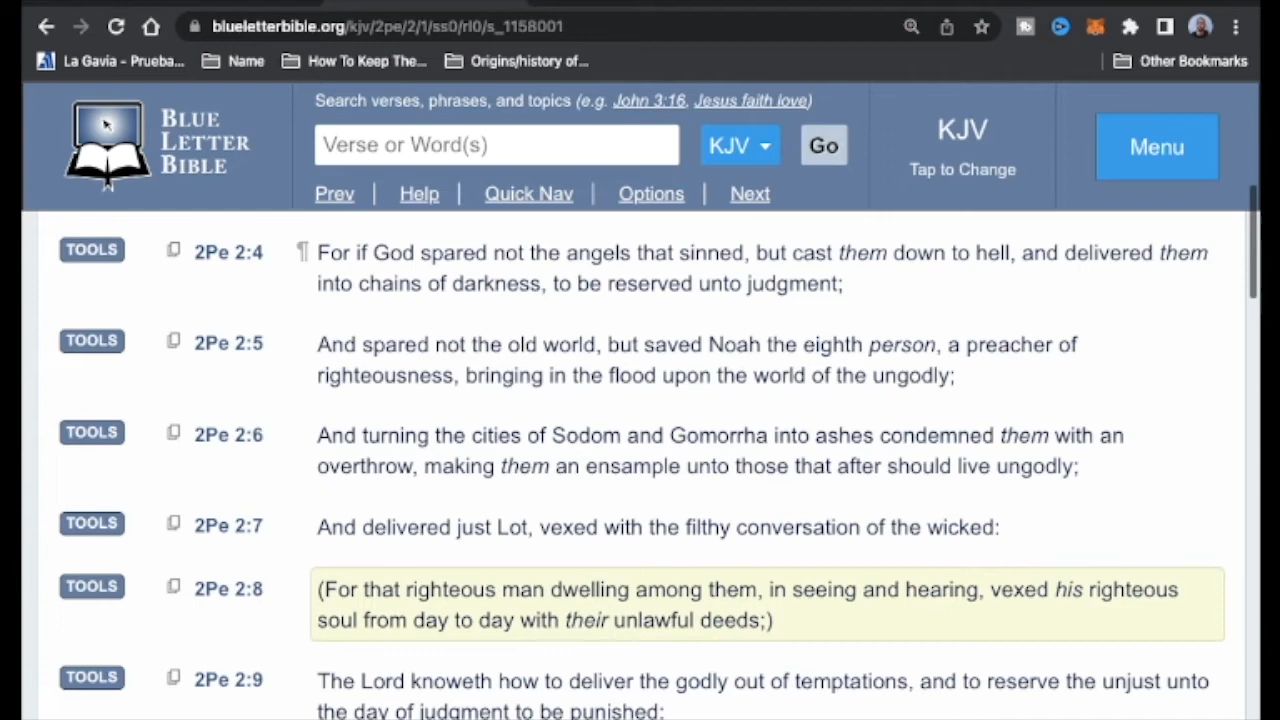 blueletterbible.org/kjv/2pe/2/1/ss0/rl0/s_1158001
La Gavia - Prueba... Name How To Keep The... Origins/history of... Other Bookmarks
Search verses, phrases, and topics (e.g. John 3:16, Jesus faith love)
BLUE
LETTER
BIBLE
Verse or Word(s) KJV Go
KJV
Tap to Change
Menu
Prev | Help | Quick Nav | Options | Next
TOOLS 2Pe 2:4 ¶ For if God spared not the angels that sinned, but cast them down to hell, and delivered them
into chains of darkness, to be reserved unto judgment;
TOOLS 2Pe 2:5 And spared not the old world, but saved Noah the eighth person, a preacher of
righteousness, bringing in the flood upon the world of the ungodly;
TOOLS 2Pe 2:6 And turning the cities of Sodom and Gomorrha into ashes condemned them with an
overthrow, making them an ensample unto those that after should live ungodly;
TOOLS 2Pe 2:7 And delivered just Lot, vexed with the filthy conversation of the wicked:
TOOLS 2Pe 2:8 (For that righteous man dwelling among them, in seeing and hearing, vexed his righteous
soul from day to day with their unlawful deeds;)
TOOLS 2Pe 2:9 The Lord knoweth how to deliver the godly out of temptations, and to reserve the unjust unto
the day of judgment to be punished: